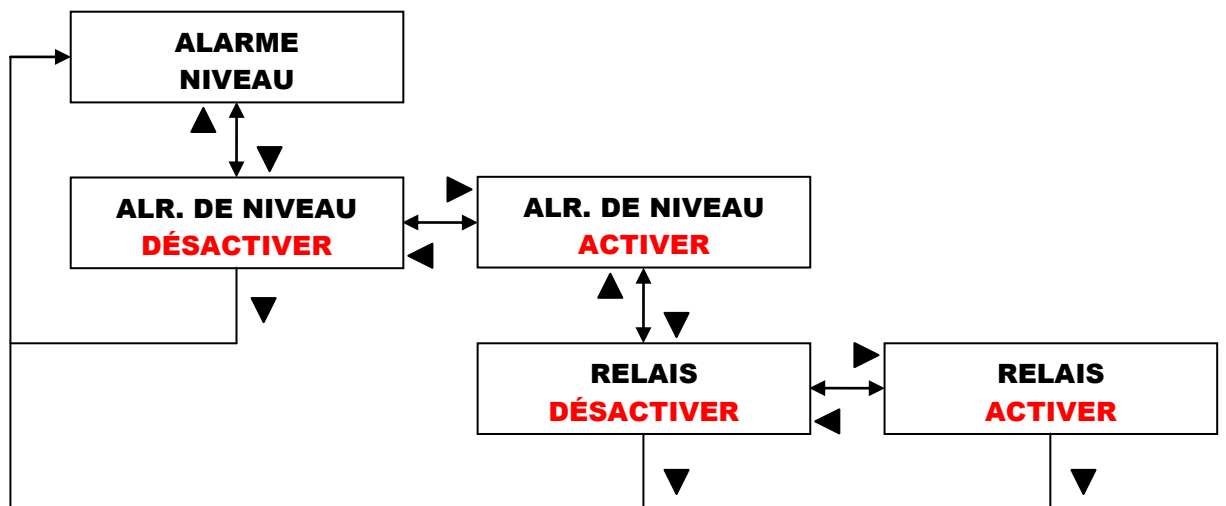 ALARME
NIVEAU
ALR. DE NIVEAU
DÉSACTIVER
ALR. DE NIVEAU
ACTIVER
RELAIS
DÉSACTIVER
RELAIS
ACTIVER